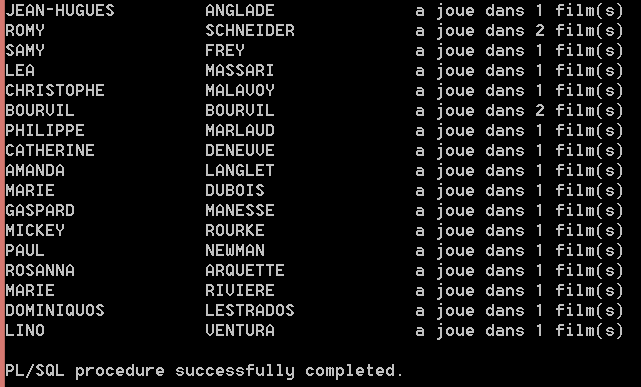 JEAN-HUGUES ANGLADE a joue dans 1 film(s)
ROMY SCHNEIDER a joue dans 2 film(s)
SAMY FREY a joue dans 1 film(s)
LEA MASSARI a joue dans 1 film(s)
CHRISTOPHE MALAVOY a joue dans 1 film(s)
BOURVIL BOURVIL a joue dans 2 film(s)
PHILIPPE MARLAUD a joue dans 1 film(s)
CATHERINE DENEUVE a joue dans 1 film(s)
AMANDA LANGLET a joue dans 1 film(s)
MARIE DUBOIS a joue dans 1 film(s)
GASPARD MANESSE a joue dans 1 film(s)
MICKEY ROURKE a joue dans 1 film(s)
PAUL NEWMAN a joue dans 1 film(s)
ROSANNA ARQUETTE a joue dans 1 film(s)
MARIE RIVIERE a joue dans 1 film(s)
DOMINIQUOS LESTRADOS a joue dans 1 film(s)
LINO VENTURA a joue dans 1 film(s)
PL/SQL procedure successfully completed.